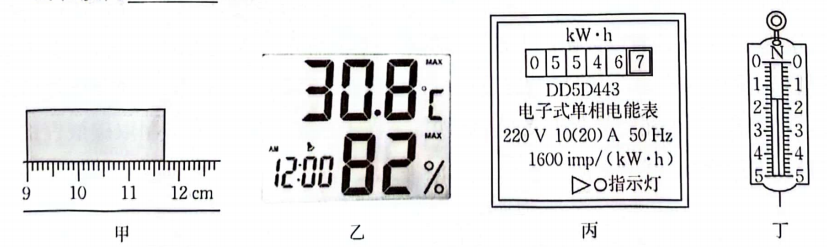 9 10 11 12 cm
甲
MAX
30.8 ℃
MAX
AM
12:00 82 %
乙
kW·h
0 5 5 4 6 7
DD5D443
电子式单相电能表
220 V 10(20) A 50 Hz
1600 imp/(kW·h)
▷○指示灯
丙
N
0 0
1 1
2 2
3 3
4 4
5 5
丁